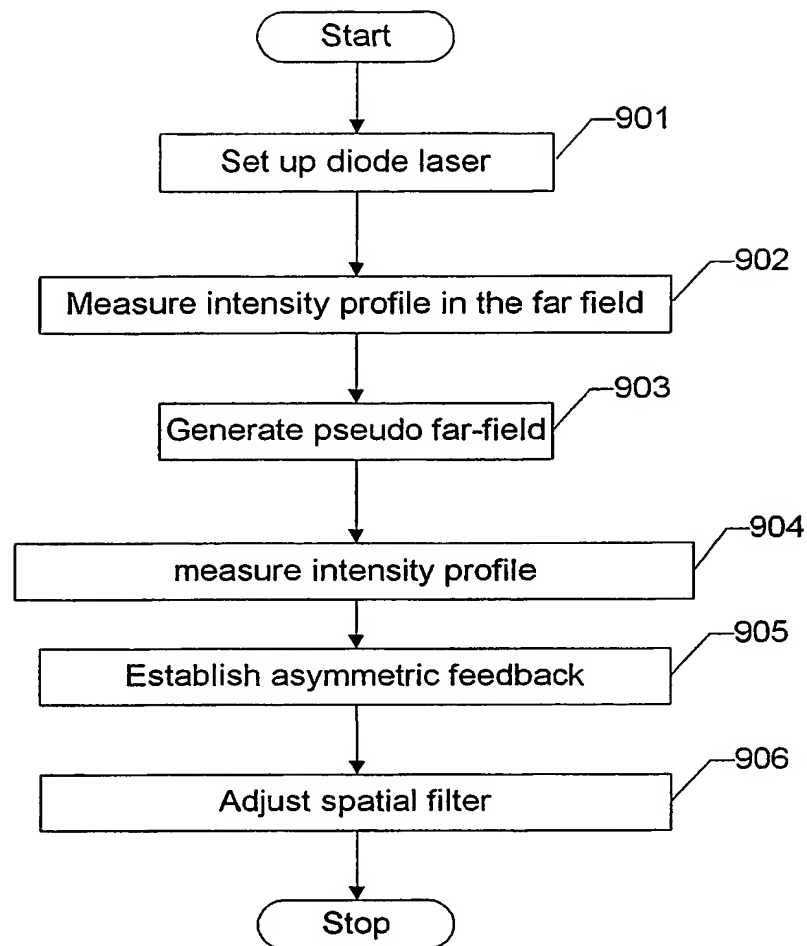 Start
901
Set up diode laser
902
Measure intensity profile in the far field
903
Generate pseudo far-field
904
measure intensity profile
905
Establish asymmetric feedback
906
Adjust spatial filter
Stop